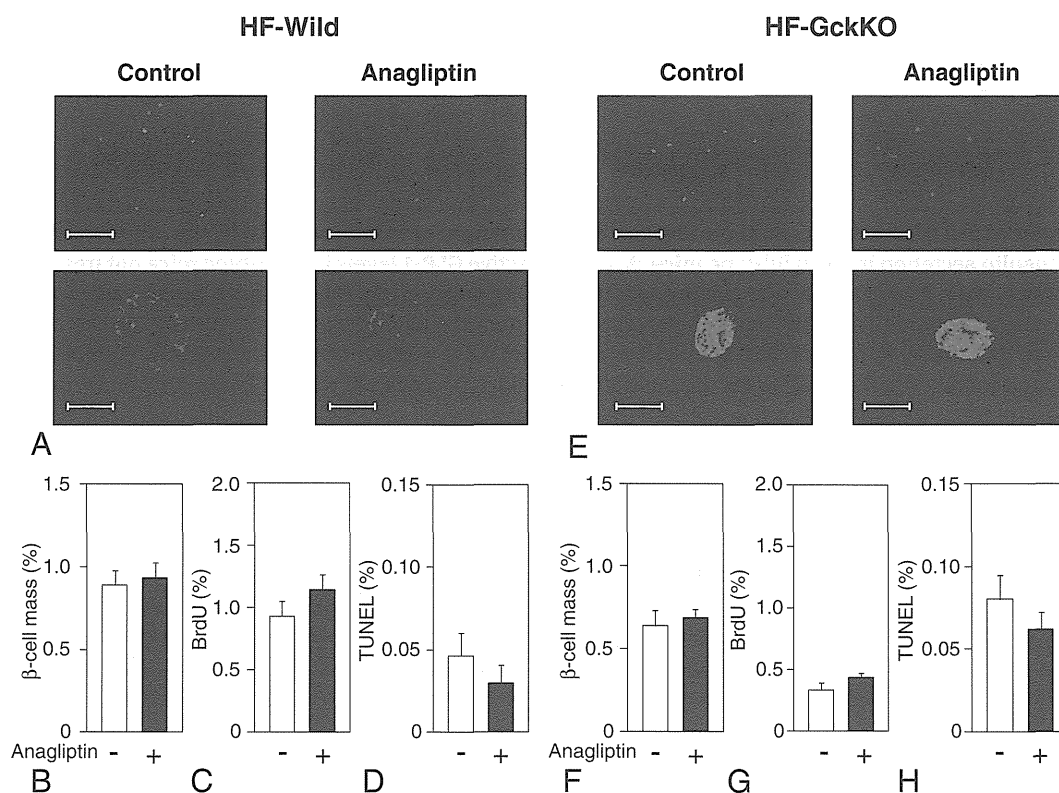 HF-Wild
HF-GckKO
Control
Anagliptin
Control
Anagliptin
A
E
β-cell mass (%)
1.5
1.0
0.5
0
BrdU (%)
2.0
1.5
1.0
0.5
0
TUNEL (%)
0.15
0.10
0.05
0
β-cell mass (%)
1.5
1.0
0.5
0
BrdU (%)
2.0
1.5
1.0
0.5
0
TUNEL (%)
0.15
0.10
0.05
0
Anagliptin - + - + - +
Anagliptin - + - + - +
B C D
F G H